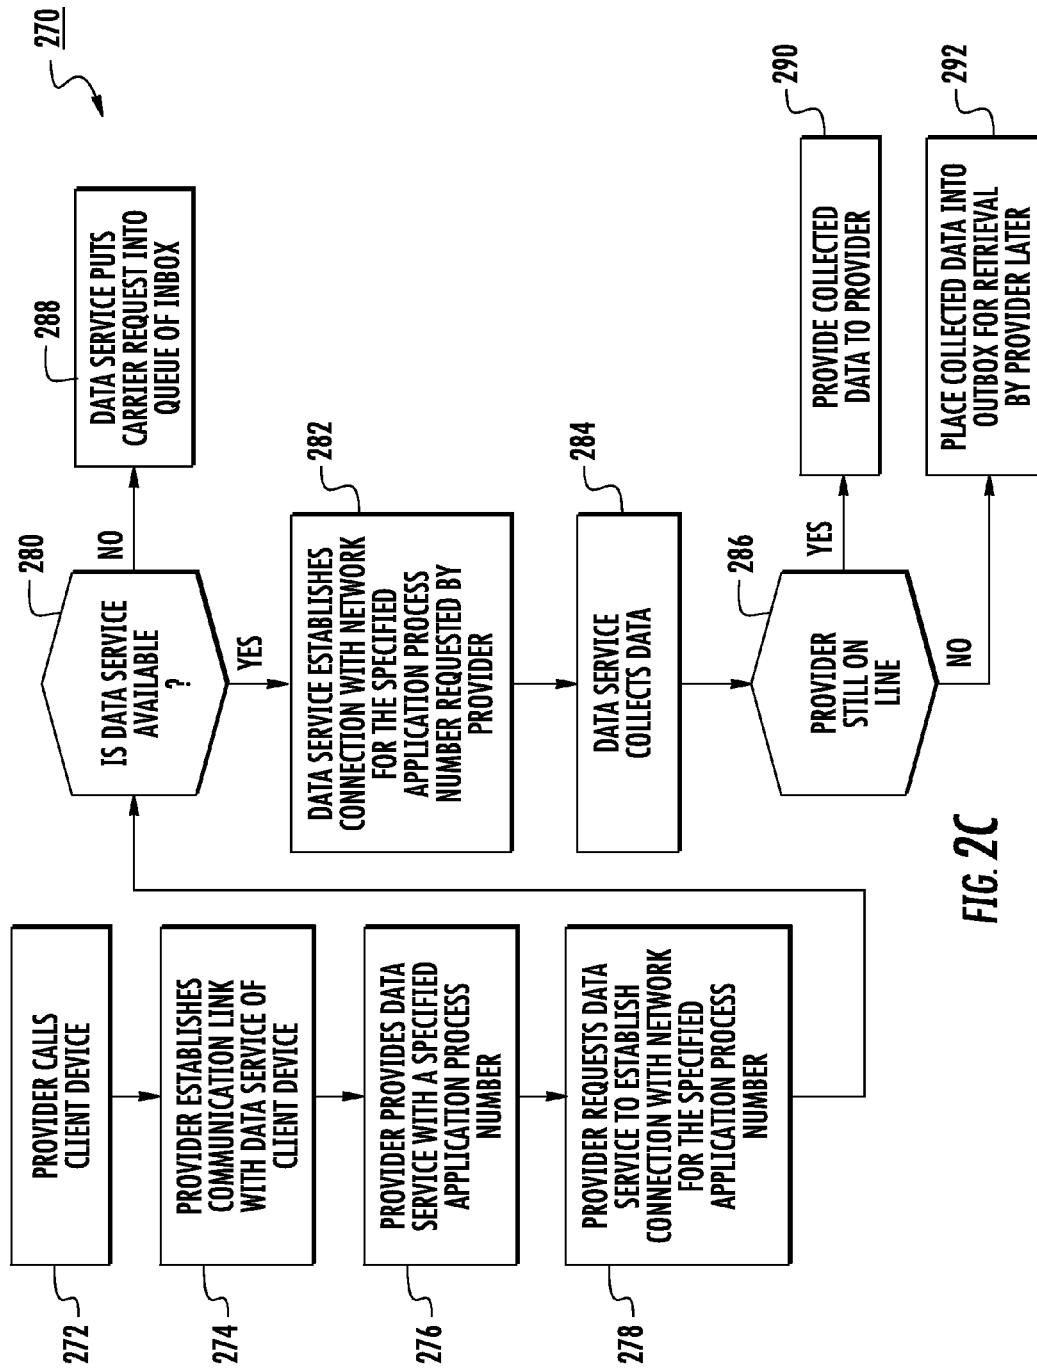 270
272
PROVIDER CALLS
CLIENT DEVICE
274
PROVIDER ESTABLISHES
COMMUNICATION LINK
WITH DATA SERVICE OF
CLIENT DEVICE
276
PROVIDER PROVIDES DATA
SERVICE WITH A SPECIFIED
APPLICATION PROCESS
NUMBER
278
PROVIDER REQUESTS DATA
SERVICE TO ESTABLISH
CONNECTION WITH NETWORK
FOR THE SPECIFIED
APPLICATION PROCESS
NUMBER
280
IS DATA SERVICE
AVAILABLE
?
NO
288
DATA SERVICE PUTS
CARRIER REQUEST INTO
QUEUE OF INBOX
YES
282
DATA SERVICE ESTABLISHES
CONNECTION WITH NETWORK
FOR THE SPECIFIED
APPLICATION PROCESS
NUMBER REQUESTED BY
PROVIDER
284
DATA SERVICE
COLLECTS DATA
286
PROVIDER
STILL ON
LINE
YES
290
PROVIDE COLLECTED
DATA TO PROVIDER
NO
292
PLACE COLLECTED DATA INTO
OUTBOX FOR RETRIEVAL
BY PROVIDER LATER
FIG. 2C